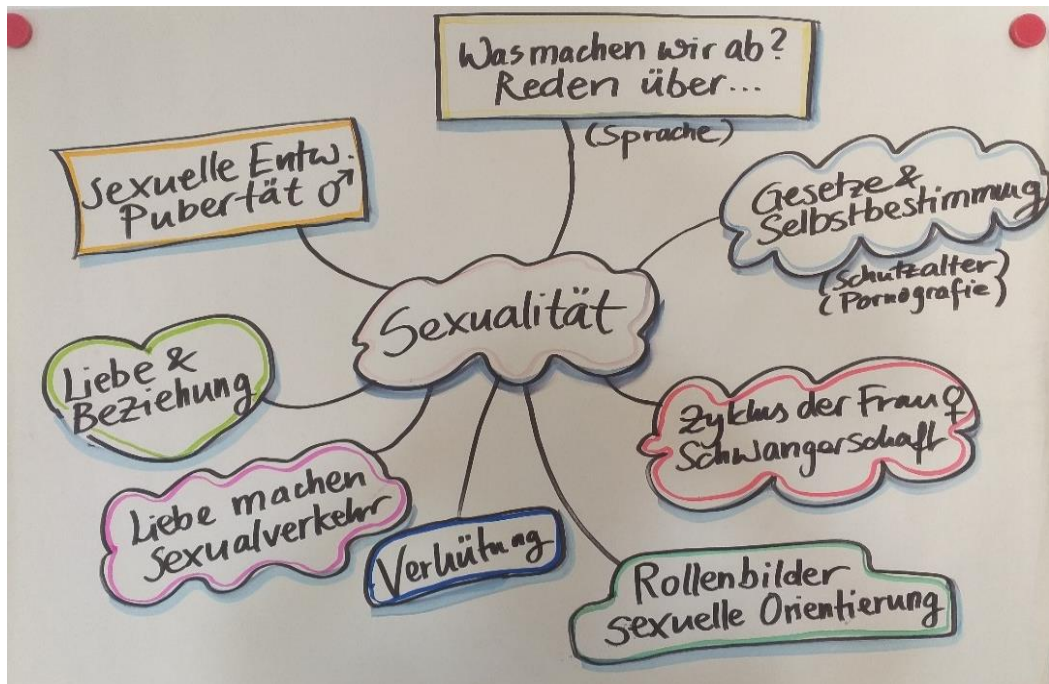 Was machen wir ab?
Reden über...
(Sprache)
Sexuelle Entw.
Pubertät ♂
Gesetze &
Selbstbestimmung
(Schutzalter)
(Pornografie)
Sexualität
Liebe &
Beziehung
Zyklus der Frau ♀
Schwangerschaft
Liebe machen
Sexualverkehr
Verhütung
Rollenbilder
sexuelle Orientierung